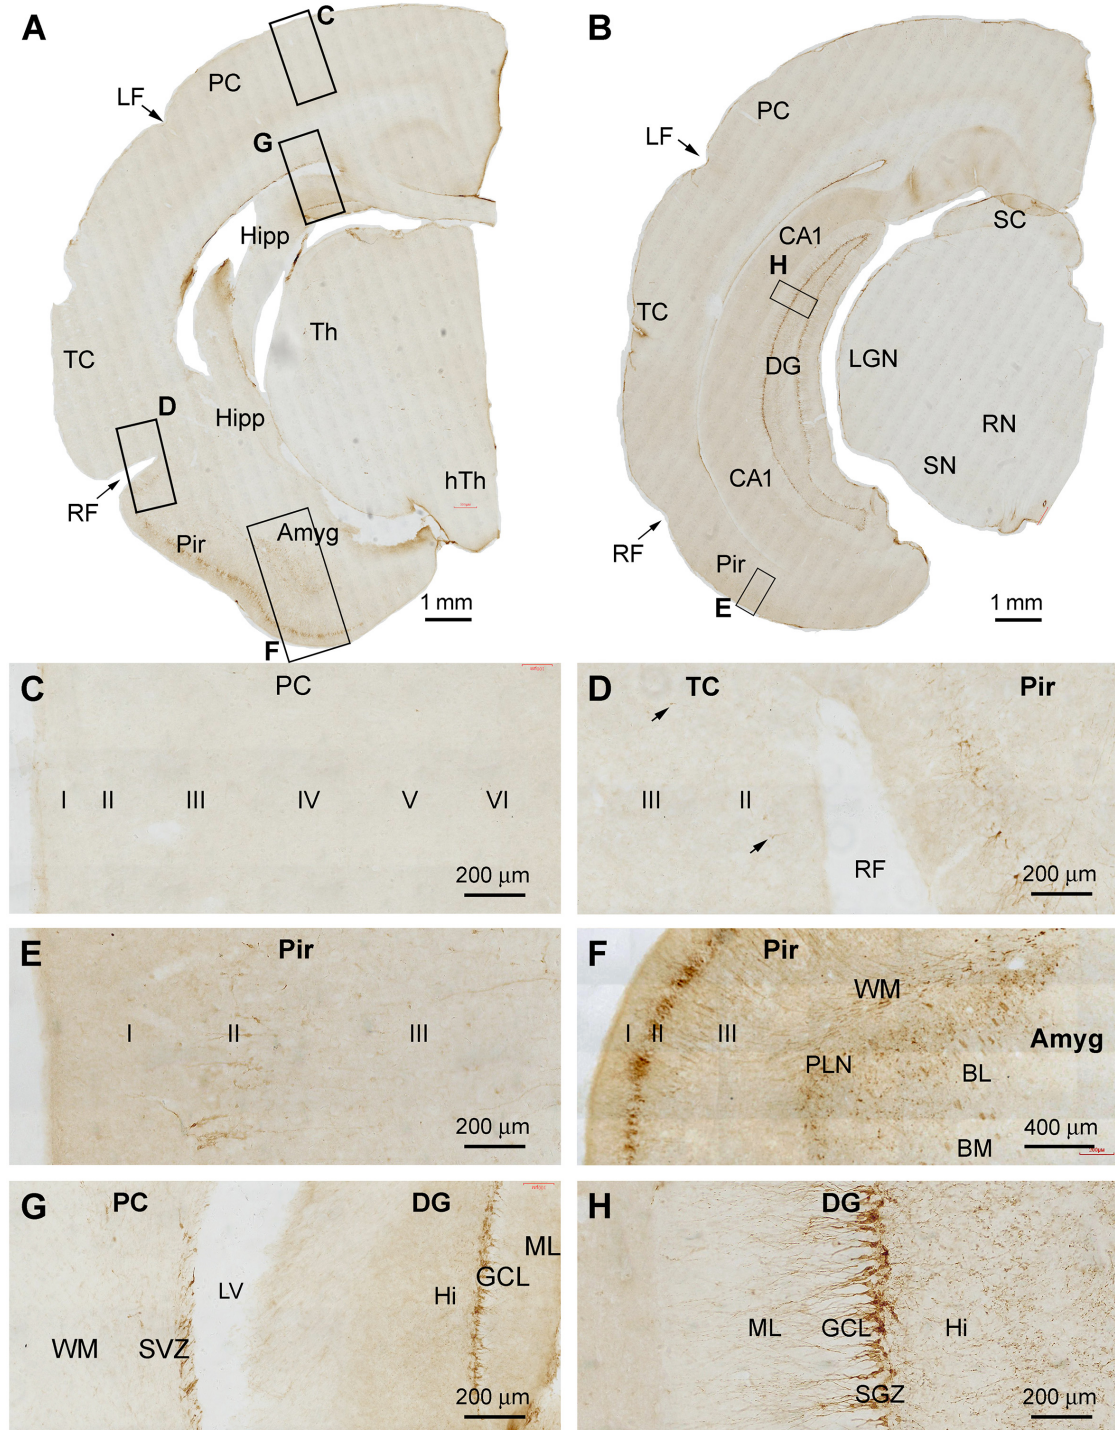 A
C
PC
LF
G
Hipp
Th
TC
D
Hipp
hTh
RF
Pir
Amyg
1 mm
F
B
PC
LF
SC
CA1
H
TC
DG
LGN
RN
SN
CA1
RF
Pir
E
1 mm
C
PC
I II III IV V VI
200 µm
D
TC
Pir
III II
RF
200 µm
E
Pir
I II III
200 µm
F
Pir
WM
I II III
Amyg
PLN
BL
BM
400 µm
G
PC
DG
ML
LV
GCL
Hi
WM
SVZ
200 µm
H
DG
ML GCL Hi
SGZ
200 µm